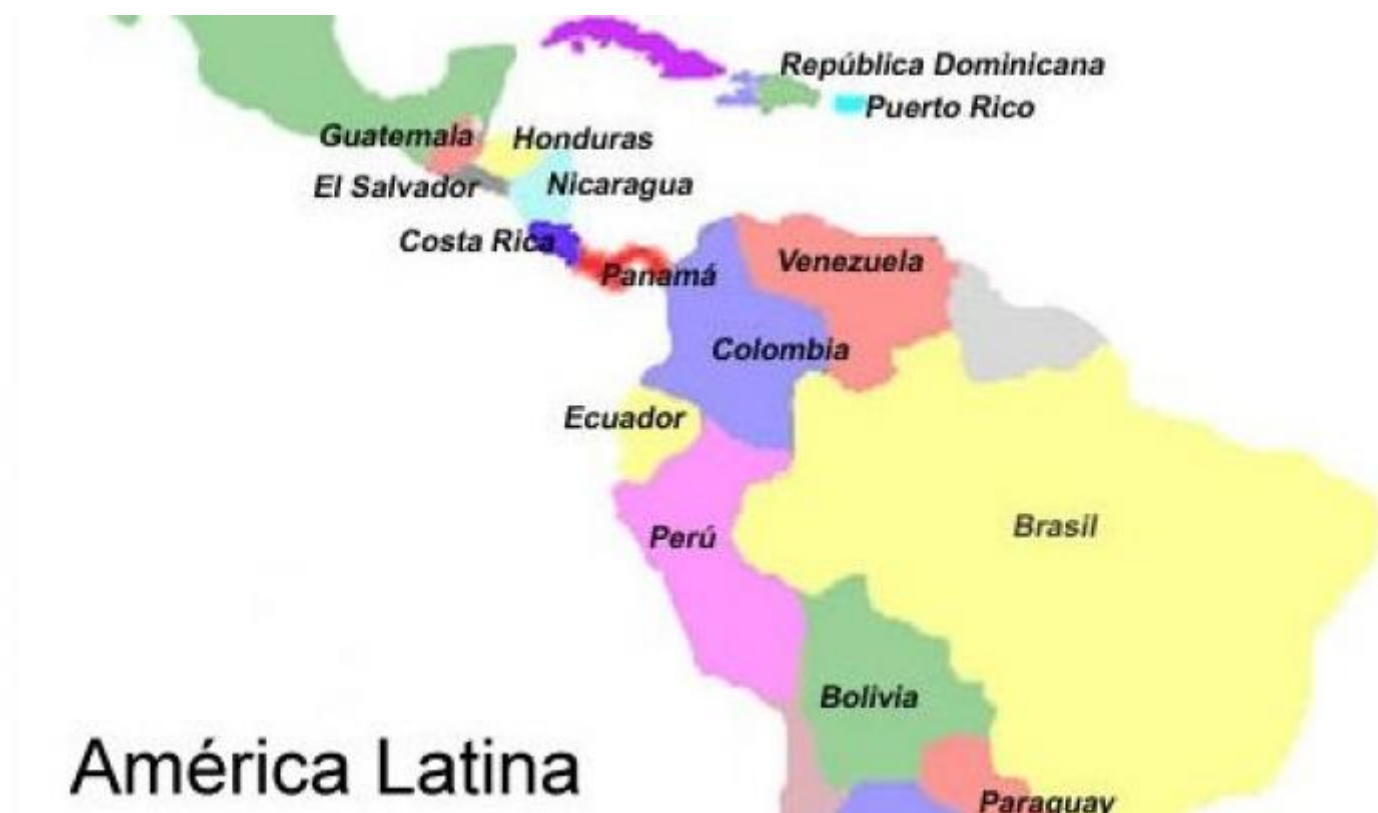 República Dominicana
Puerto Rico
Guatemala
Honduras
El Salvador
Nicaragua
Costa Rica
Panamá
Venezuela
Colombia
Ecuador
Brasil
Perú
Bolivia
América Latina
Paraguay